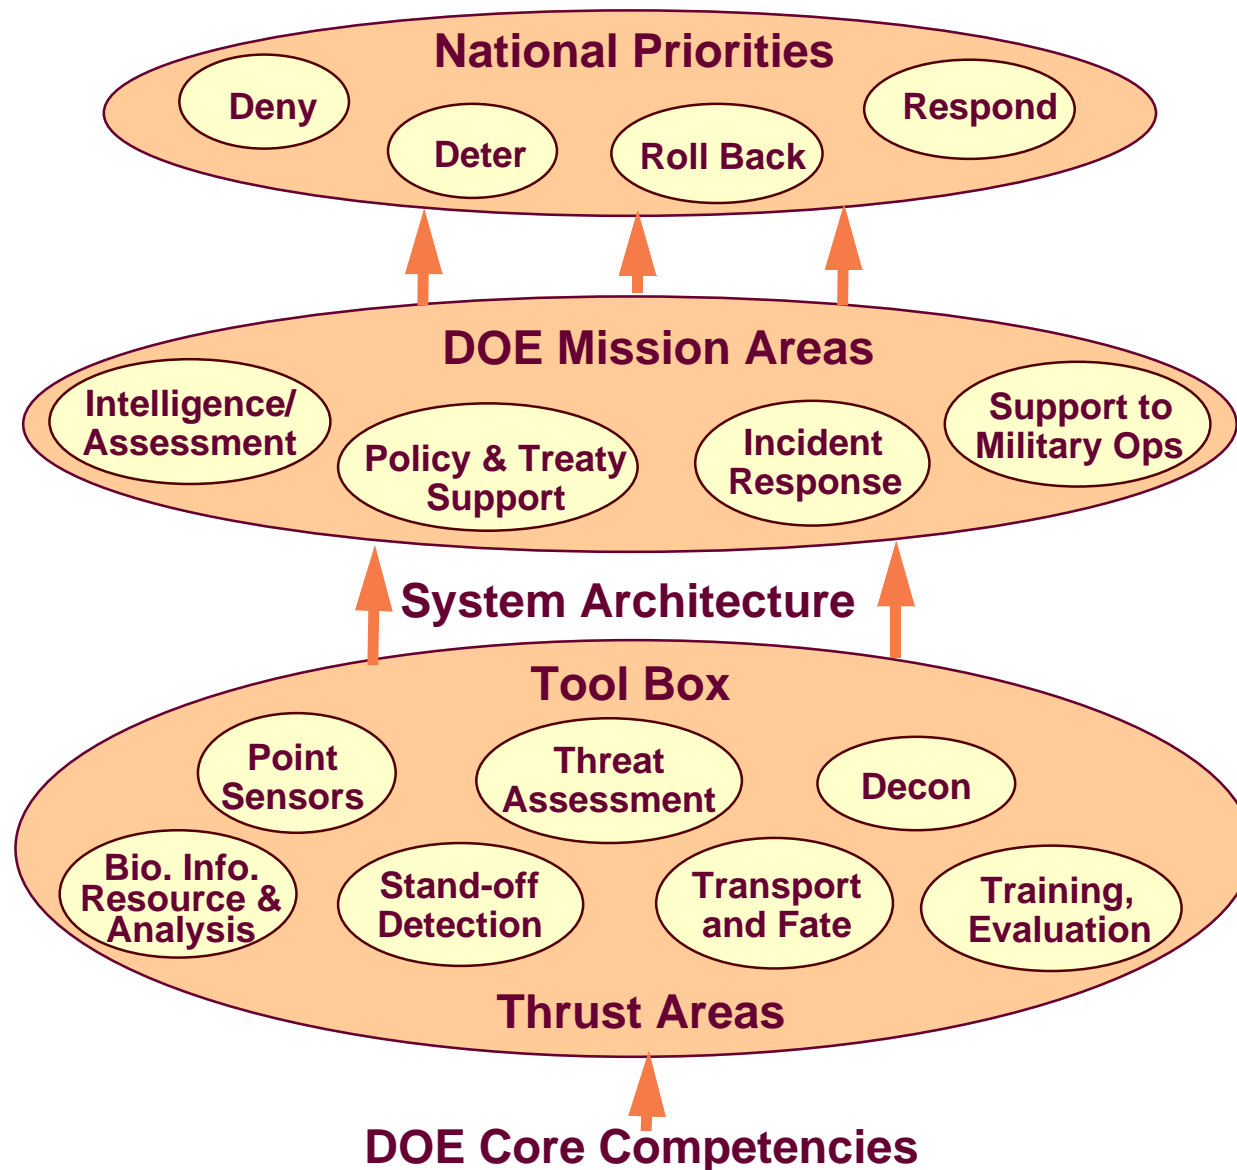 National Priorities
Deny
Deter
Roll Back
Respond
DOE Mission Areas
Intelligence/
Assessment
Policy & Treaty
Support
Incident
Response
Support to
Military Ops
System Architecture
Tool Box
Point
Sensors
Threat
Assessment
Decon
Bio. Info.
Resource &
Analysis
Stand-off
Detection
Transport
and Fate
Training,
Evaluation
Thrust Areas
DOE Core Competencies